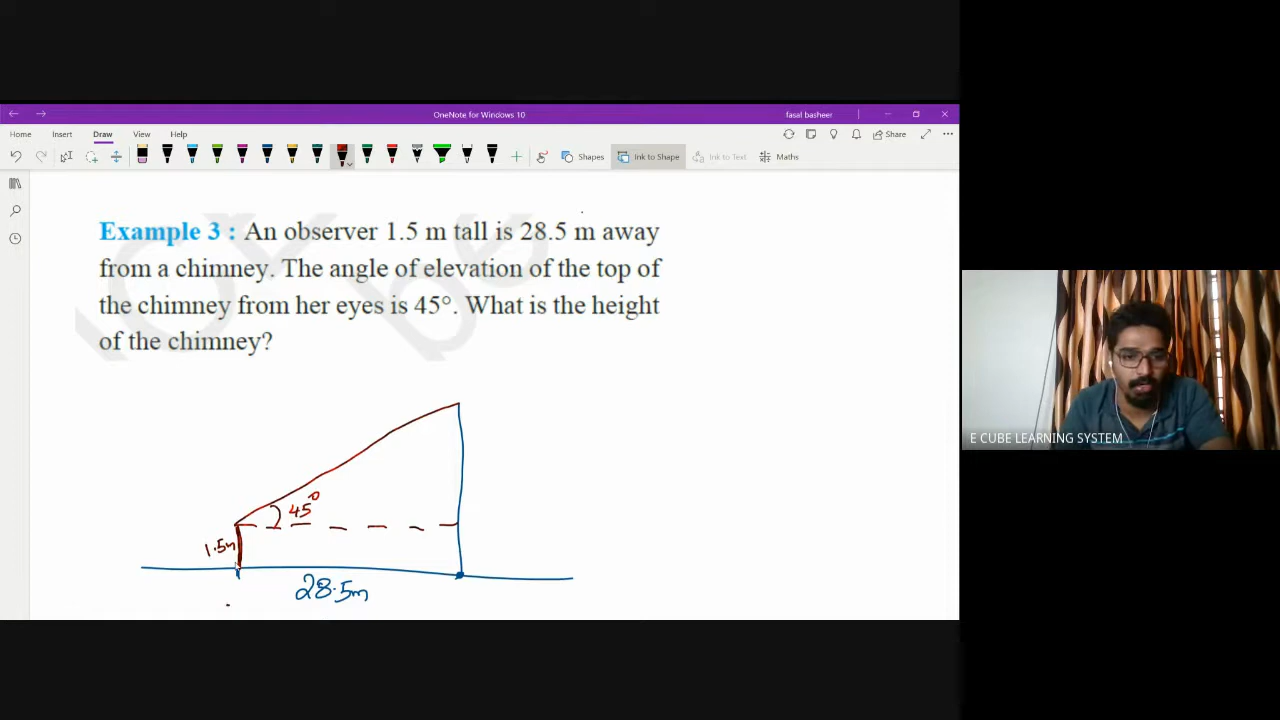 OneNote for Windows 10
fasal basheer
Home Insert Draw View Help
Share
Shapes Ink to Shape Ink to Text Maths
Example 3 : An observer 1.5 m tall is 28.5 m away
from a chimney. The angle of elevation of the top of
the chimney from her eyes is 45°. What is the height
of the chimney?
45°
1.5m
28.5m
E CUBE LEARNING SYSTEM